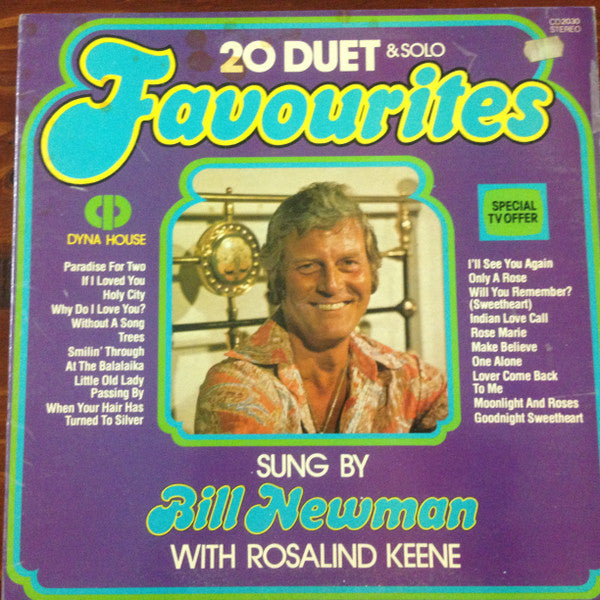 CD2030
STEREO
20 DUET & SOLO
Favourites
DYNA HOUSE
SPECIAL
TV OFFER
Paradise For Two
If I Loved You
Holy City
Why Do I Love You?
Without A Song
Trees
Smilin' Through
At The Balalaika
Little Old Lady
Passing By
When Your Hair Has
Turned To Silver
I'll See You Again
Only A Rose
Will You Remember?
(Sweetheart)
Indian Love Call
Rose Marie
Make Believe
One Alone
Lover Come Back
To Me
Moonlight And Roses
Goodnight Sweetheart
SUNG BY
Bill Newman
WITH ROSALIND KEENE